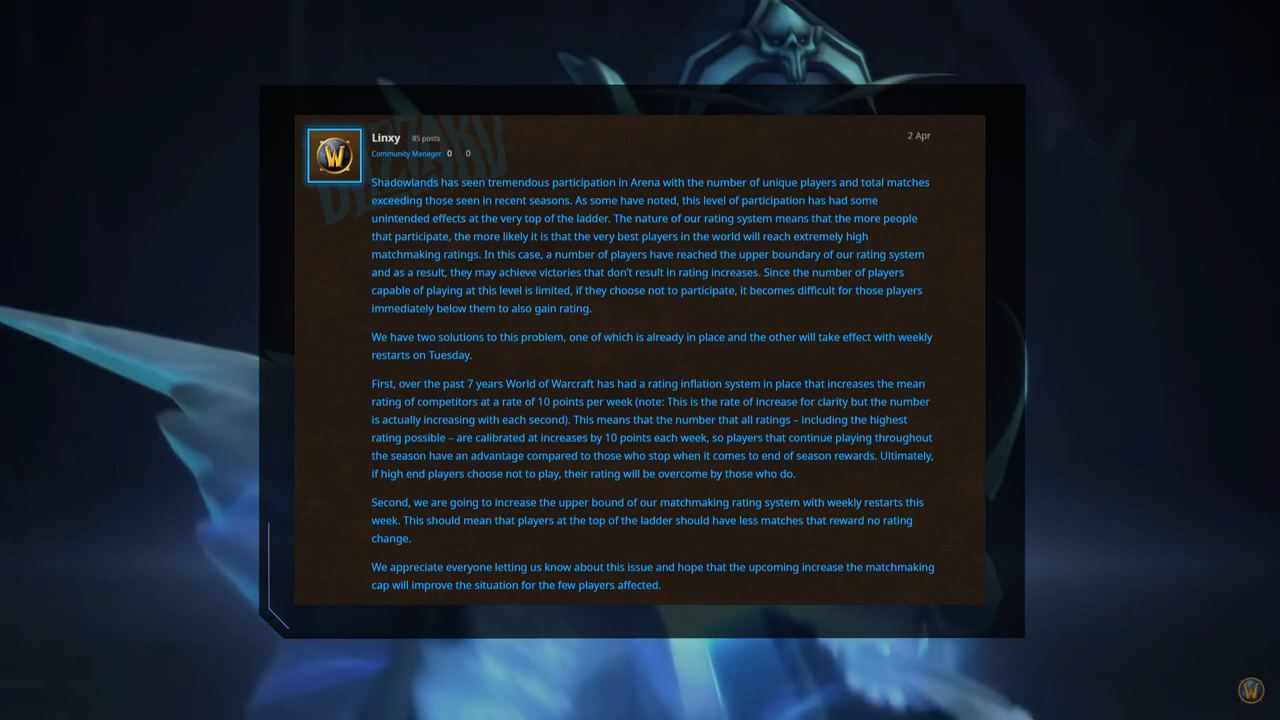 Linxy 85 posts
2 Apr
Community Manager 0 0
Shadowlands has seen tremendous participation in Arena with the number of unique players and total matches
exceeding those seen in recent seasons. As some have noted, this level of participation has had some
unintended effects at the very top of the ladder. The nature of our rating system means that the more people
that participate, the more likely it is that the very best players in the world will reach extremely high
matchmaking ratings. In this case, a number of players have reached the upper boundary of our rating system
and as a result, they may achieve victories that don't result in rating increases. Since the number of players
capable of playing at this level is limited, if they choose not to participate, it becomes difficult for those players
immediately below them to also gain rating.
We have two solutions to this problem, one of which is already in place and the other will take effect with weekly
restarts on Tuesday.
First, over the past 7 years World of Warcraft has had a rating inflation system in place that increases the mean
rating of competitors at a rate of 10 points per week (note: This is the rate of increase for clarity but the number
is actually increasing with each second). This means that the number that all ratings – including the highest
rating possible – are calibrated at increases by 10 points each week, so players that continue playing throughout
the season have an advantage compared to those who stop when it comes to end of season rewards. Ultimately,
if high end players choose not to play, their rating will be overcome by those who do.
Second, we are going to increase the upper bound of our matchmaking rating system with weekly restarts this
week. This should mean that players at the top of the ladder should have less matches that reward no rating
change.
We appreciate everyone letting us know about this issue and hope that the upcoming increase the matchmaking
cap will improve the situation for the few players affected.
BLIZZARD
W
W